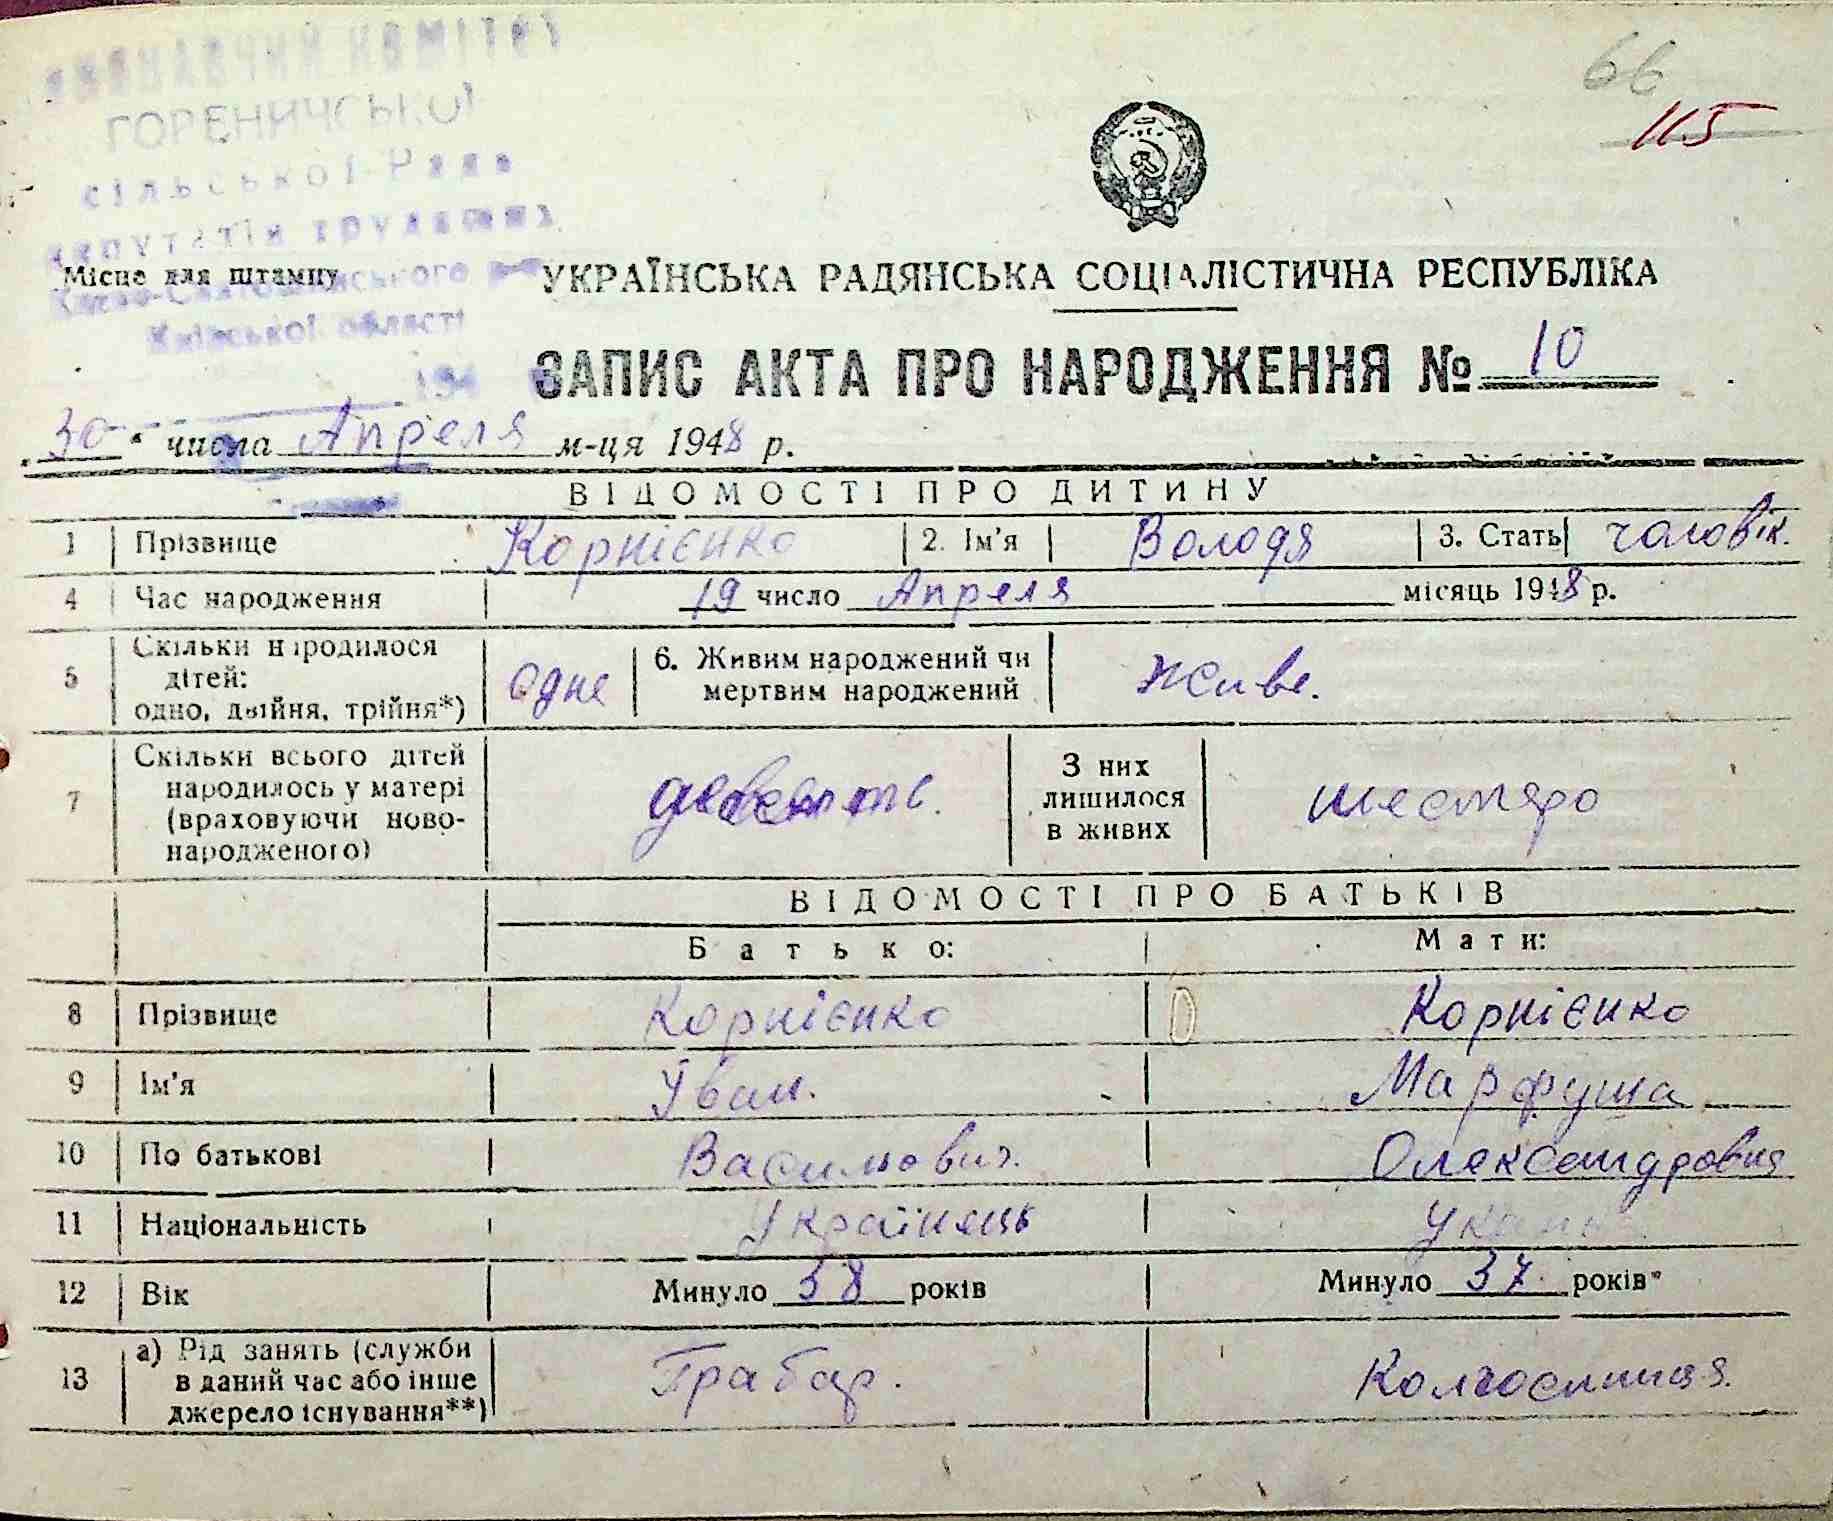 66
115
ГОРЕНИЧСЬКОЇ
сільської Ради
депутатів трудящих
Києво-Святошинського р-ну
Київської області
194
Місце для штампу
УКРАЇНСЬКА РАДЯНСЬКА СОЦІАЛІСТИЧНА РЕСПУБЛІКА
ЗАПИС АКТА ПРО НАРОДЖЕННЯ № 10
„30“ числа Апреля м-ця 1948 р.
ВІДОМОСТІ ПРО ДИТИНУ
1 Прізвище Корнієнко 2. Ім'я Володя 3. Стать чоловік.
4 Час народження 19 число Апреля місяць 1948 р.
5 Скільки народилося дітей: одно, двійня, трійня*) одне 6. Живим народжений чи мертвим народжений живе.
7 Скільки всього дітей народилось у матері (враховуючи новонародженого) девсять. З них лишилося в живих шестяро
ВІДОМОСТІ ПРО БАТЬКІВ
Батько: Мати:
8 Прізвище Корнієнко Корнієнко
9 Ім'я Іван. Марфуша
10 По батькові Васильович. Олександровня
11 Національність Українець
12 Вік Минуло 38 років Минуло 37 років
13 а) Рід занять (служби в даний час або інше джерело існування**) Грабар. Колгоспниця.